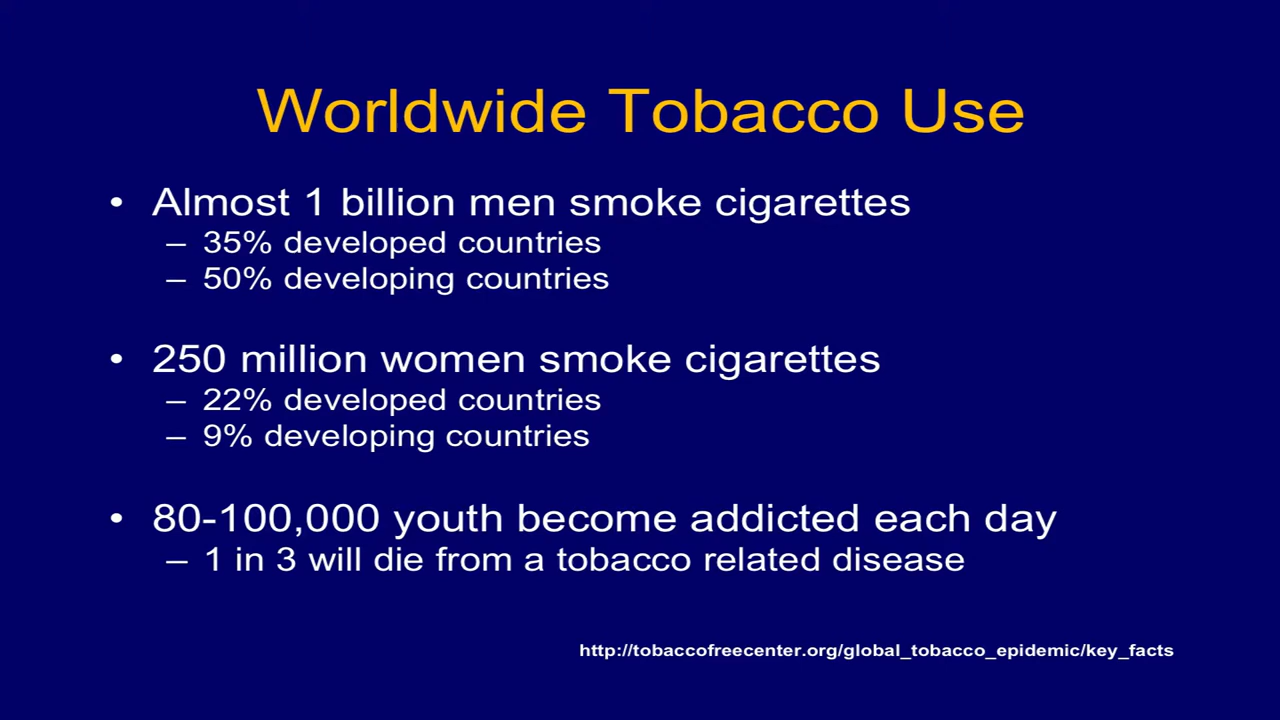 Worldwide Tobacco Use
• Almost 1 billion men smoke cigarettes
– 35% developed countries
– 50% developing countries
• 250 million women smoke cigarettes
– 22% developed countries
– 9% developing countries
• 80-100,000 youth become addicted each day
– 1 in 3 will die from a tobacco related disease
http://tobaccofreecenter.org/global_tobacco_epidemic/key_facts